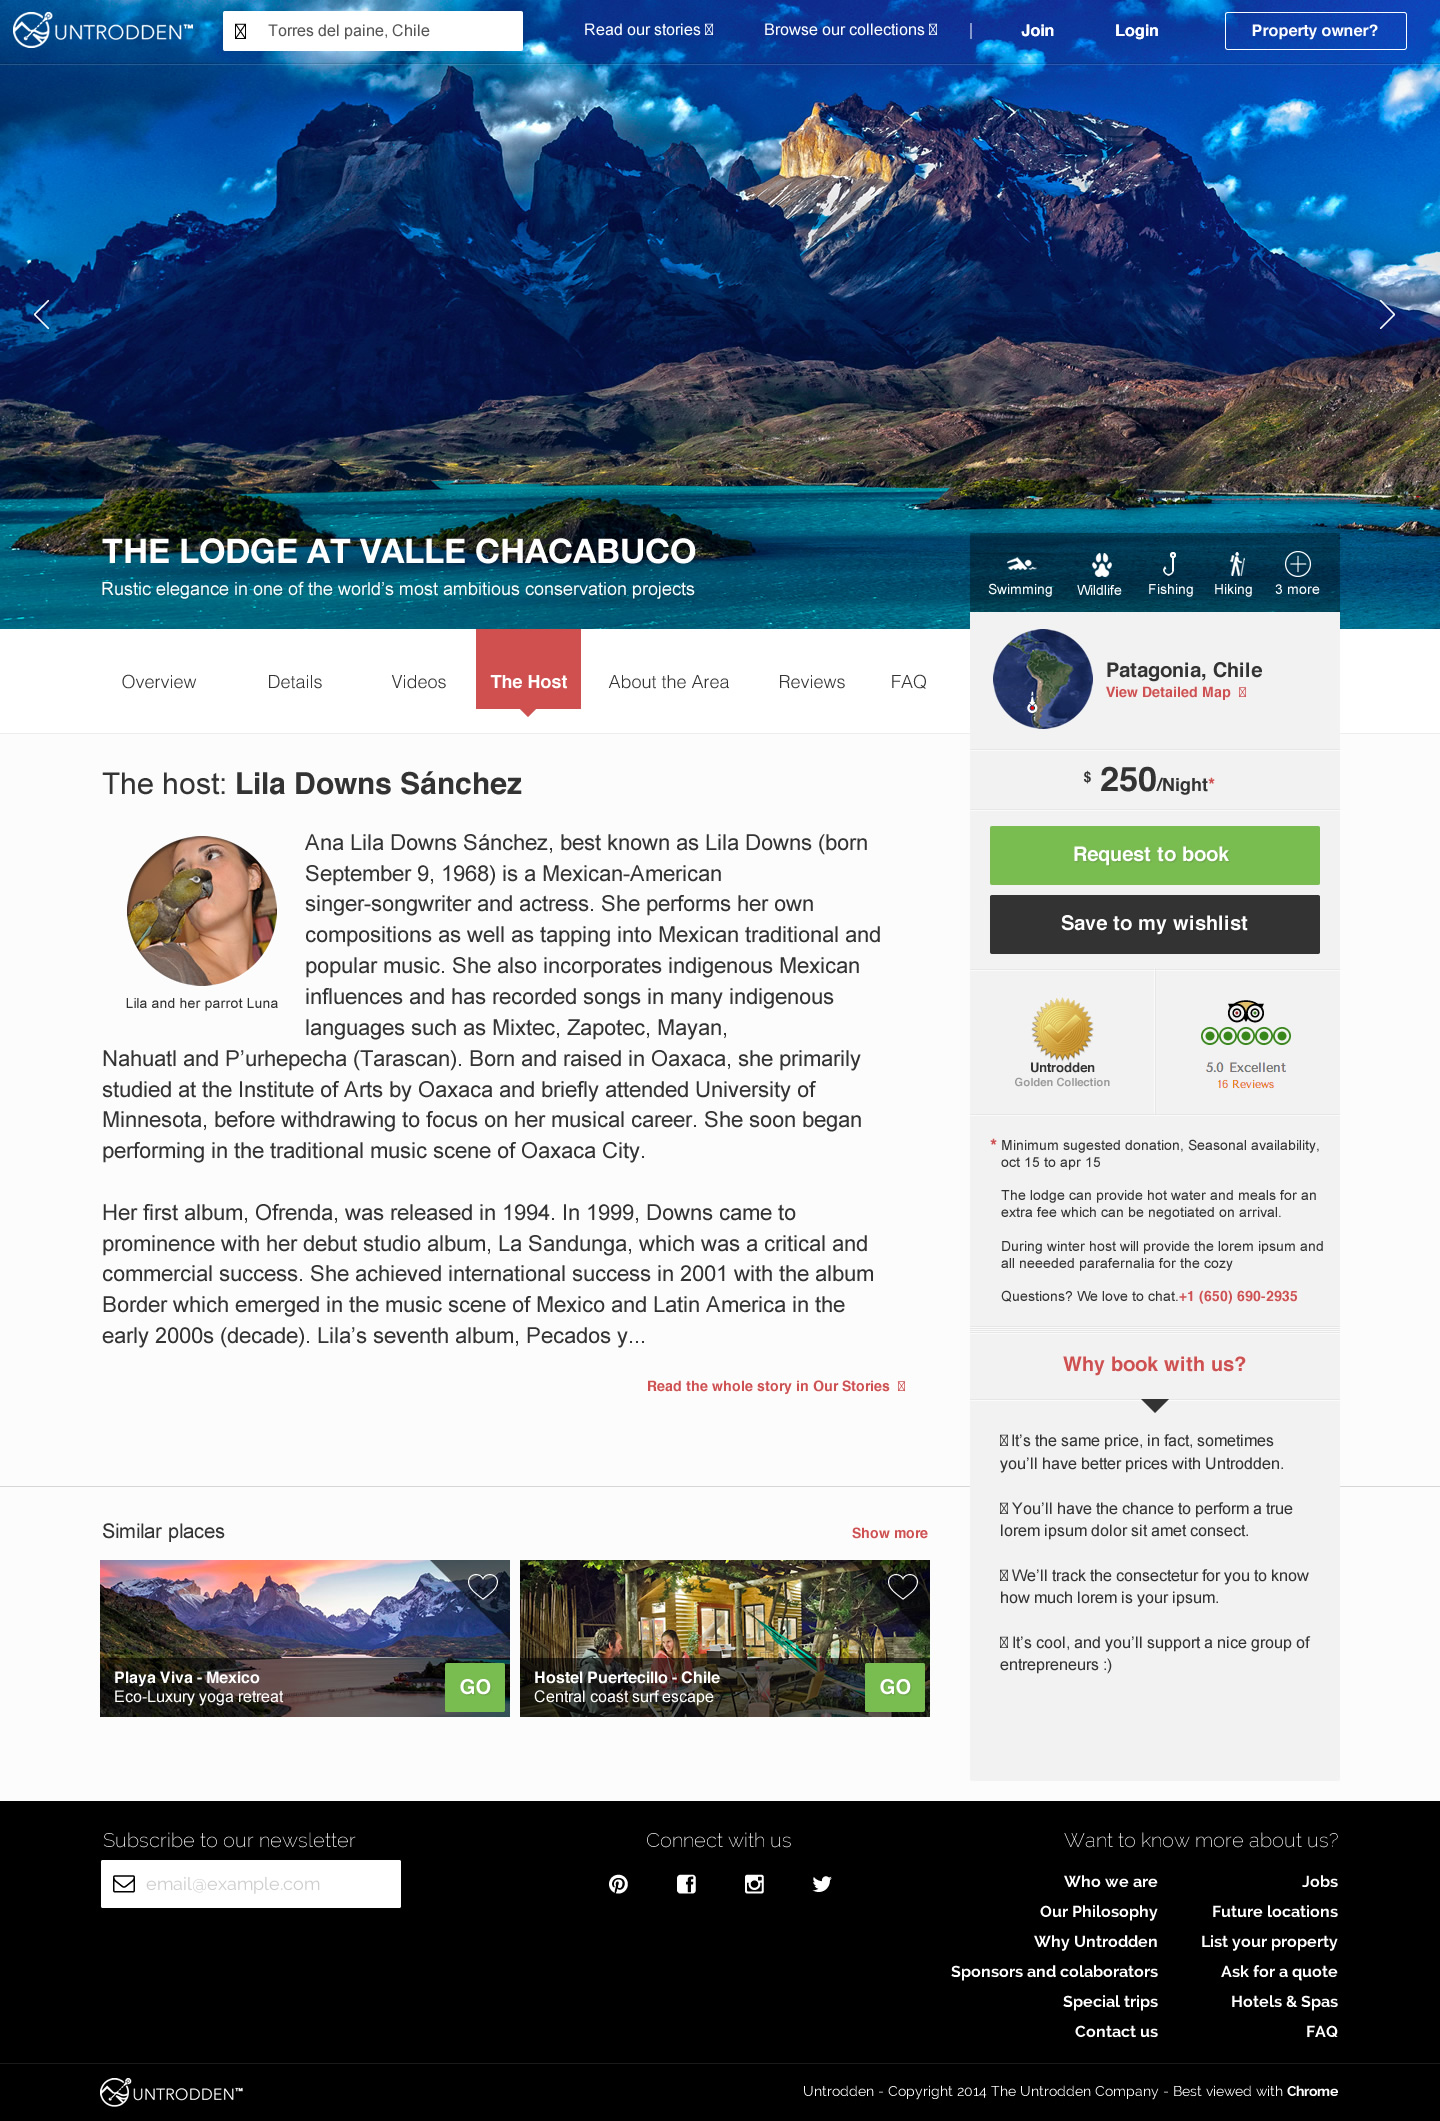 UNTRODDEN™
Torres del paine, Chile
Read our stories
Browse our collections
|
Join
Login
Property owner?
THE LODGE AT VALLE CHACABUCO
Rustic elegance in one of the world's most ambitious conservation projects
Swimming
Wildlife
Fishing
Hiking
3 more
Overview
Details
Videos
The Host
About the Area
Reviews
FAQ
Patagonia, Chile
View Detailed Map
$ 250/Night*
Request to book
Save to my wishlist
Untrodden
Golden Collection
5.0 Excellent
16 Reviews
* Minimum sugested donation, Seasonal availability,
oct 15 to apr 15
The lodge can provide hot water and meals for an
extra fee which can be negotiated on arrival.
During winter host will provide the lorem ipsum and
all neeeded parafernalia for the cozy
Questions? We love to chat.+1 (650) 690-2935
Why book with us?
It's the same price, in fact, sometimes
you'll have better prices with Untrodden.
You'll have the chance to perform a true
lorem ipsum dolor sit amet consect.
We'll track the consectetur for you to know
how much lorem is your ipsum.
It's cool, and you'll support a nice group of
entrepreneurs :)
The host: Lila Downs Sánchez
Lila and her parrot Luna
Ana Lila Downs Sánchez, best known as Lila Downs (born
September 9, 1968) is a Mexican-American
singer-songwriter and actress. She performs her own
compositions as well as tapping into Mexican traditional and
popular music. She also incorporates indigenous Mexican
influences and has recorded songs in many indigenous
languages such as Mixtec, Zapotec, Mayan,
Nahuatl and P'urhepecha (Tarascan). Born and raised in Oaxaca, she primarily
studied at the Institute of Arts by Oaxaca and briefly attended University of
Minnesota, before withdrawing to focus on her musical career. She soon began
performing in the traditional music scene of Oaxaca City.
Her first album, Ofrenda, was released in 1994. In 1999, Downs came to
prominence with her debut studio album, La Sandunga, which was a critical and
commercial success. She achieved international success in 2001 with the album
Border which emerged in the music scene of Mexico and Latin America in the
early 2000s (decade). Lila's seventh album, Pecados y...
Read the whole story in Our Stories
Similar places
Show more
Playa Viva - Mexico
Eco-Luxury yoga retreat
GO
Hostel Puertecillo - Chile
Central coast surf escape
GO
Subscribe to our newsletter
email@example.com
Connect with us
Want to know more about us?
Who we are
Our Philosophy
Why Untrodden
Sponsors and colaborators
Special trips
Contact us
Jobs
Future locations
List your property
Ask for a quote
Hotels & Spas
FAQ
UNTRODDEN™
Untrodden - Copyright 2014 The Untrodden Company - Best viewed with Chrome